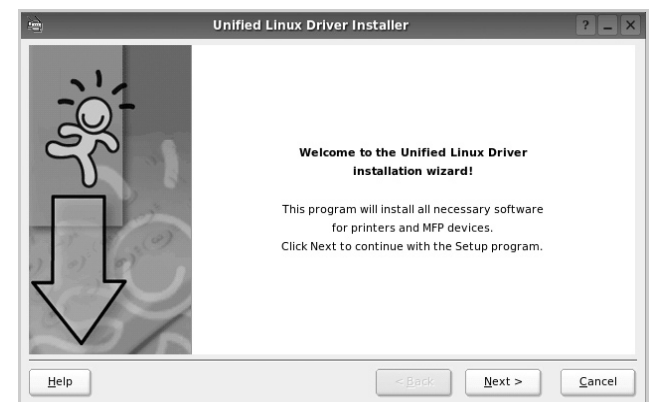 Unified Linux Driver Installer
Welcome to the Unified Linux Driver
installation wizard!
This program will install all necessary software
for printers and MFP devices.
Click Next to continue with the Setup program.
Help
< Back
Next >
Cancel